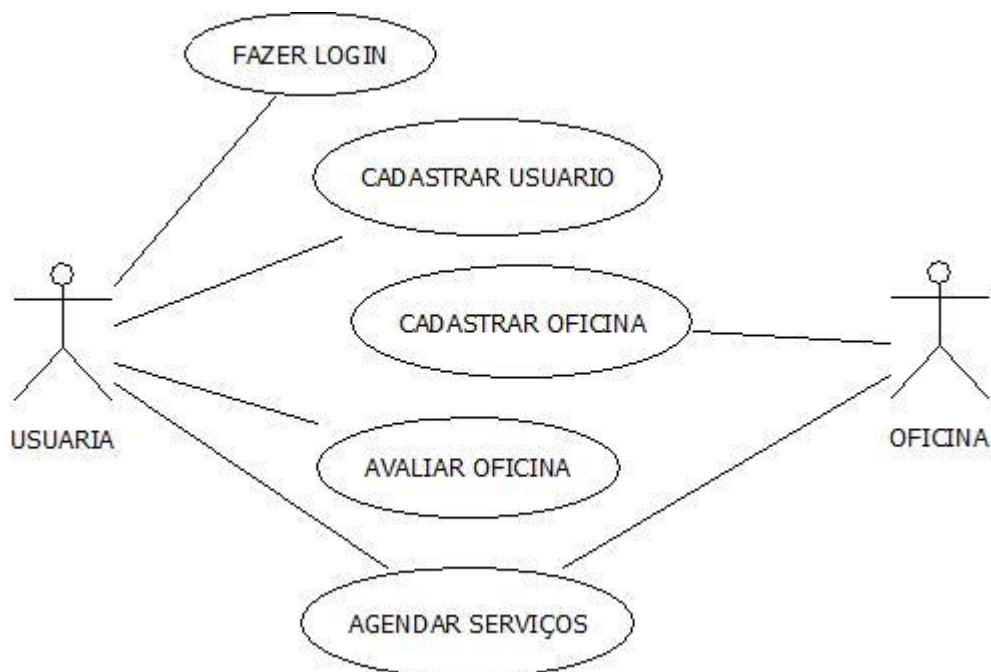 FAZER LOGIN
CADASTRAR USUARIO
CADASTRAR OFICINA
USUARIA
OFICINA
AVALIAR OFICINA
AGENDAR SERVIÇOS